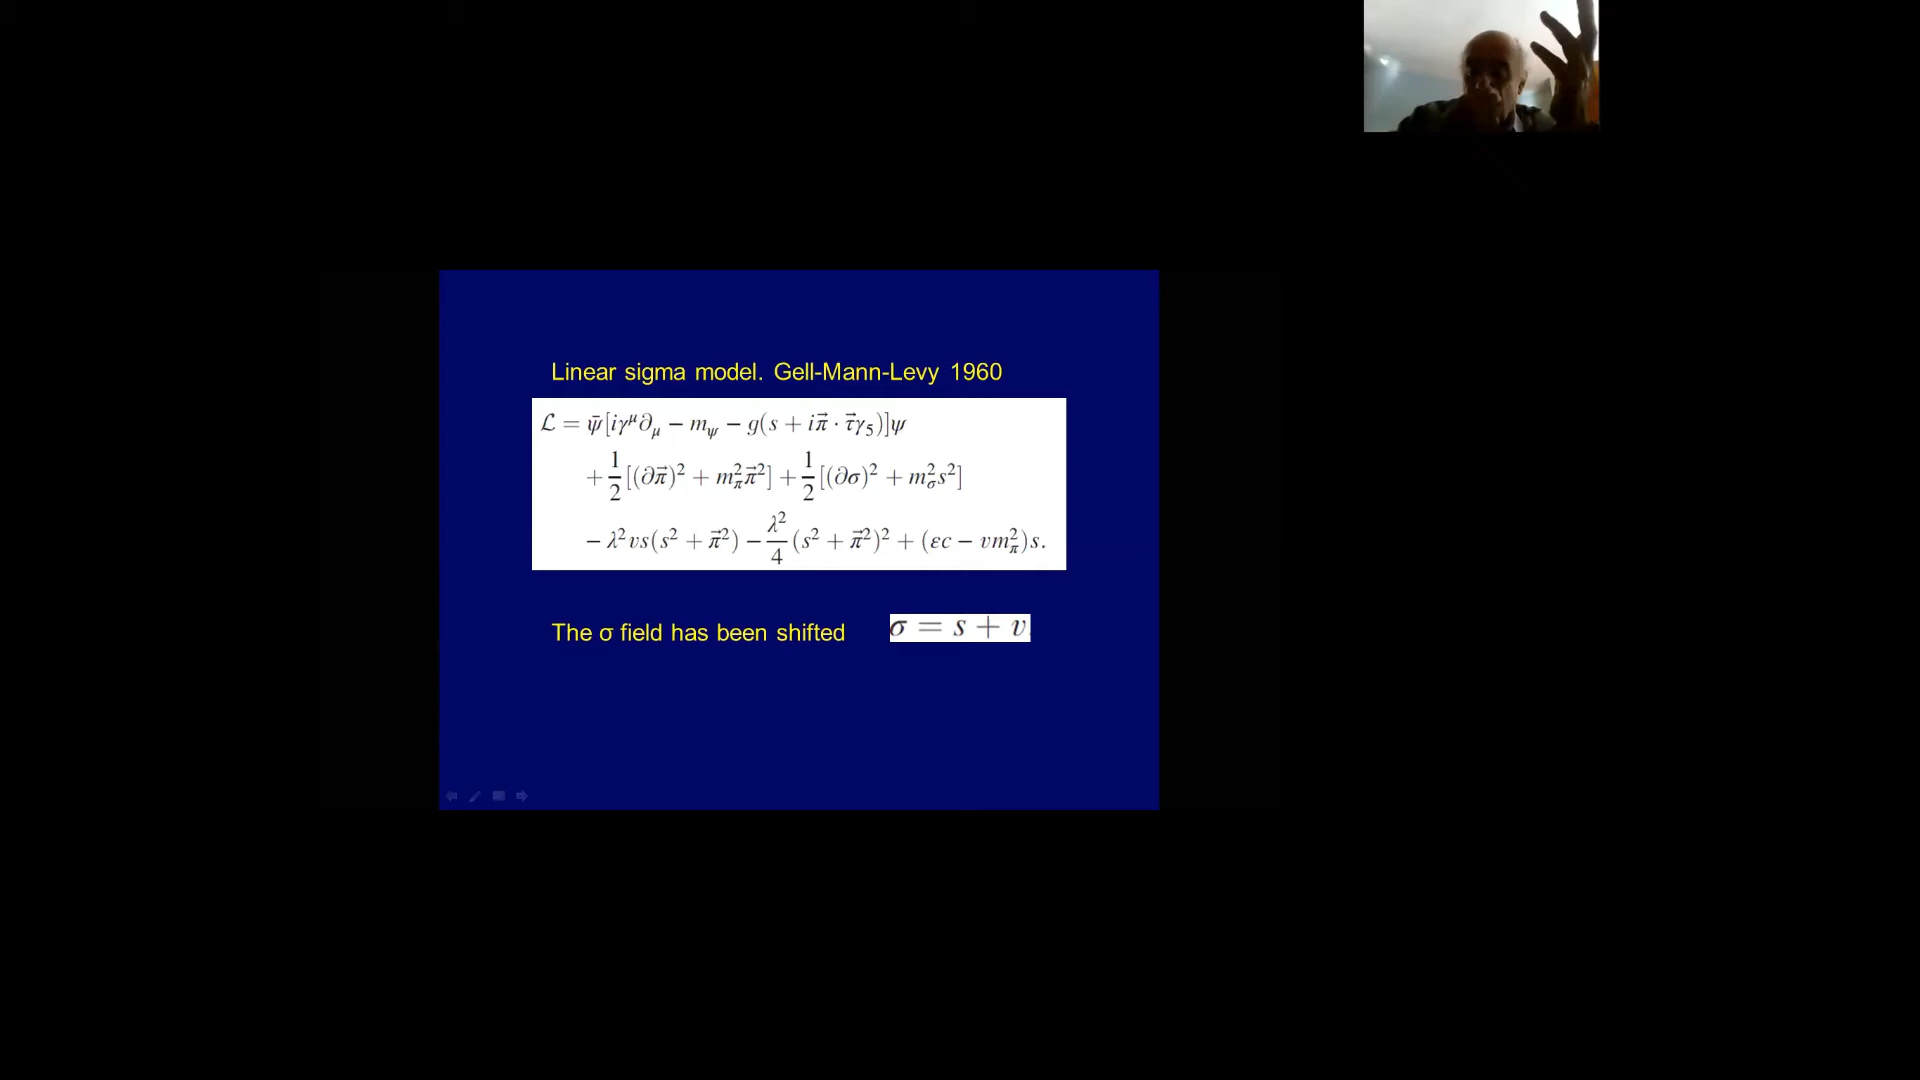 Linear sigma model. Gell-Mann-Levy 1960
ℒ = ψ̄[iγ^μ∂_μ − m_ψ − g(s + iπ⃗ · τ⃗γ₅)]ψ
+ 1/2[(∂π⃗)² + m_π²π⃗²] + 1/2[(∂σ)² + m_σ²s²]
− λ²vs(s² + π⃗²) − λ²/4(s² + π⃗²)² + (εc − vm_π²)s.
The σ field has been shifted σ = s + v